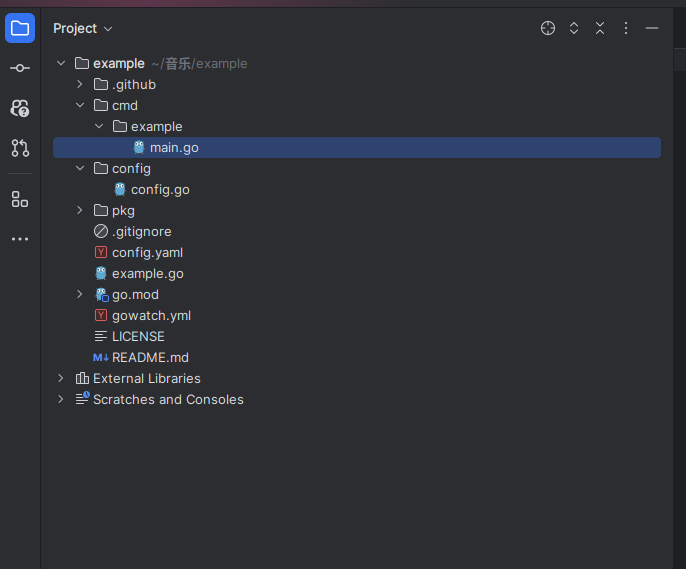 Project
example ~/音乐/example
.github
cmd
example
main.go
config
config.go
pkg
.gitignore
config.yaml
example.go
go.mod
gowatch.yml
LICENSE
README.md
External Libraries
Scratches and Consoles